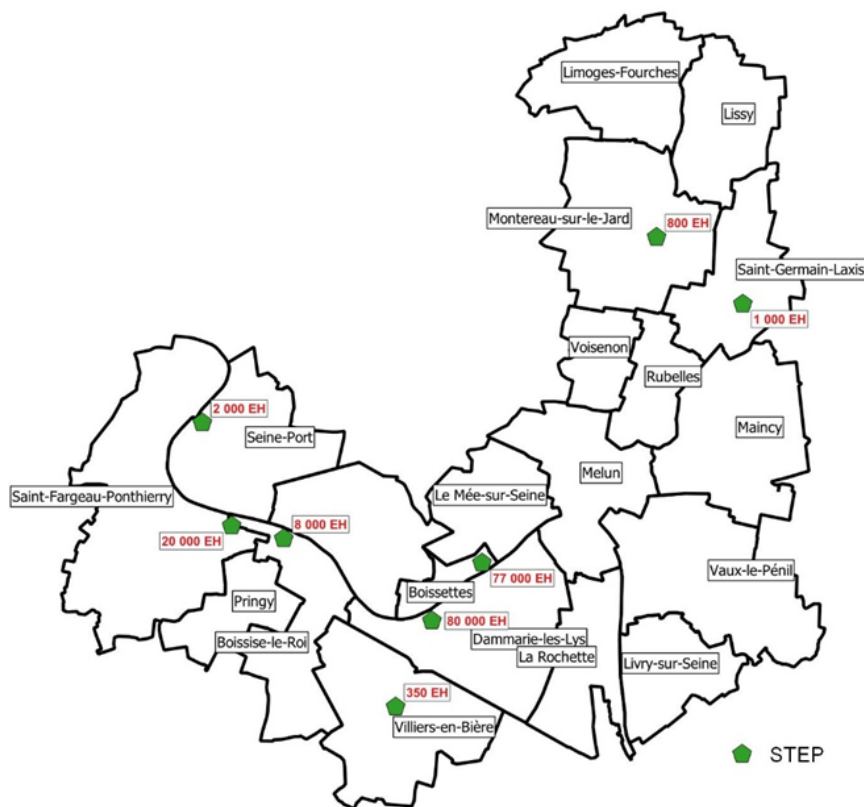 Limoges-Fourches
Lissy
Montereau-sur-le-Jard
800 EH
Saint-Germain-Laxis
1 000 EH
Voisenon
Rubelles
2 000 EH
Seine-Port
Maincy
Melun
Le Mée-sur-Seine
Saint-Fargeau-Ponthierry
20 000 EH
8 000 EH
77 000 EH
Vaux-le-Pénil
Boissettes
Pringy
80 000 EH
Dammarie-les-Lys
Boissise-le-Roi
La Rochette
Livry-sur-Seine
350 EH
Villiers-en-Bière
STEP